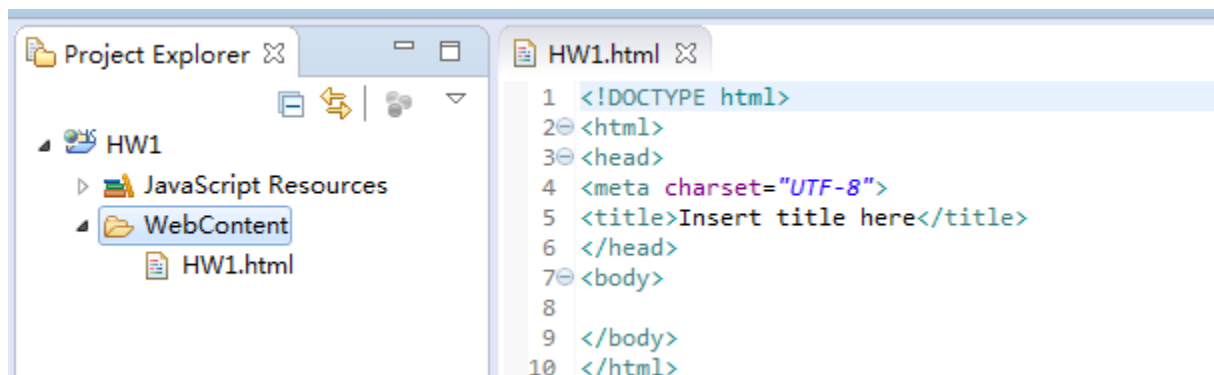 Project Explorer
HW1
JavaScript Resources
WebContent
HW1.html
HW1.html
1 <!DOCTYPE html>
2 <html>
3 <head>
4 <meta charset="UTF-8">
5 <title>Insert title here</title>
6 </head>
7 <body>
8
9 </body>
10 </html>